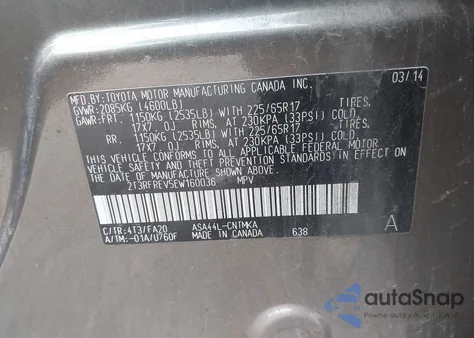 MFD.BY:TOYOTA MOTOR MANUFACTURING CANADA INC. 03/14
GVWR: 2085KG (4600LB)
GAWR:FRT. 1150KG (2535LB) WITH 225/65R17 TIRES,
17X7 0J RIMS, AT 230KPA (33PSI) COLD.
RR. 1150KG (2535LB) WITH 225/65R17 TIRES,
17X7 0J RIMS, AT 230KPA (33PSI) COLD.
THIS VEHICLE CONFORMS TO ALL APPLICABLE FEDERAL MOTOR
VEHICLE SAFETY STANDARDS IN EFFECT ON
THE DATE OF MANUFACTURE SHOWN ABOVE.
2T3RFREV5EW160036 MPV
C/TR:4T3/FA20 ASA44L-CNTMKA A
A/TM:-01A/U760F MADE IN CANADA 638
autoSnap
by carsnap